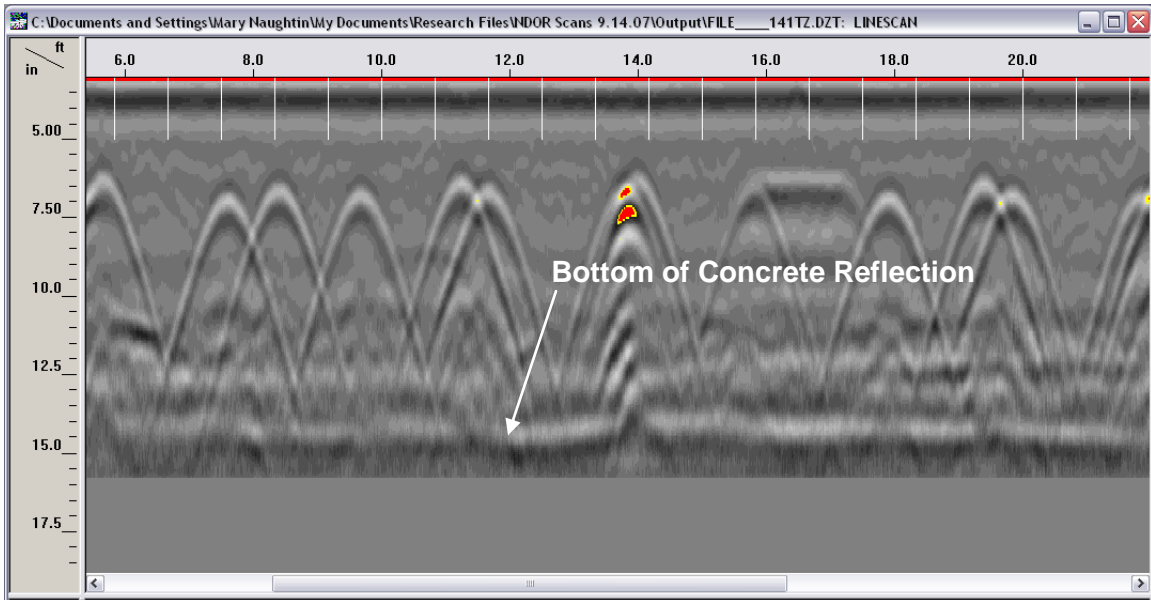 C:\Documents and Settings\Mary Naughtin\My Documents\Research Files\NDOR Scans 9.14.07\Output\FILE____141TZ.DZT: LINESCAN
ft
in
6.0 8.0 10.0 12.0 14.0 16.0 18.0 20.0
5.00
7.50
Bottom of Concrete Reflection
10.0
12.5
15.0
17.5